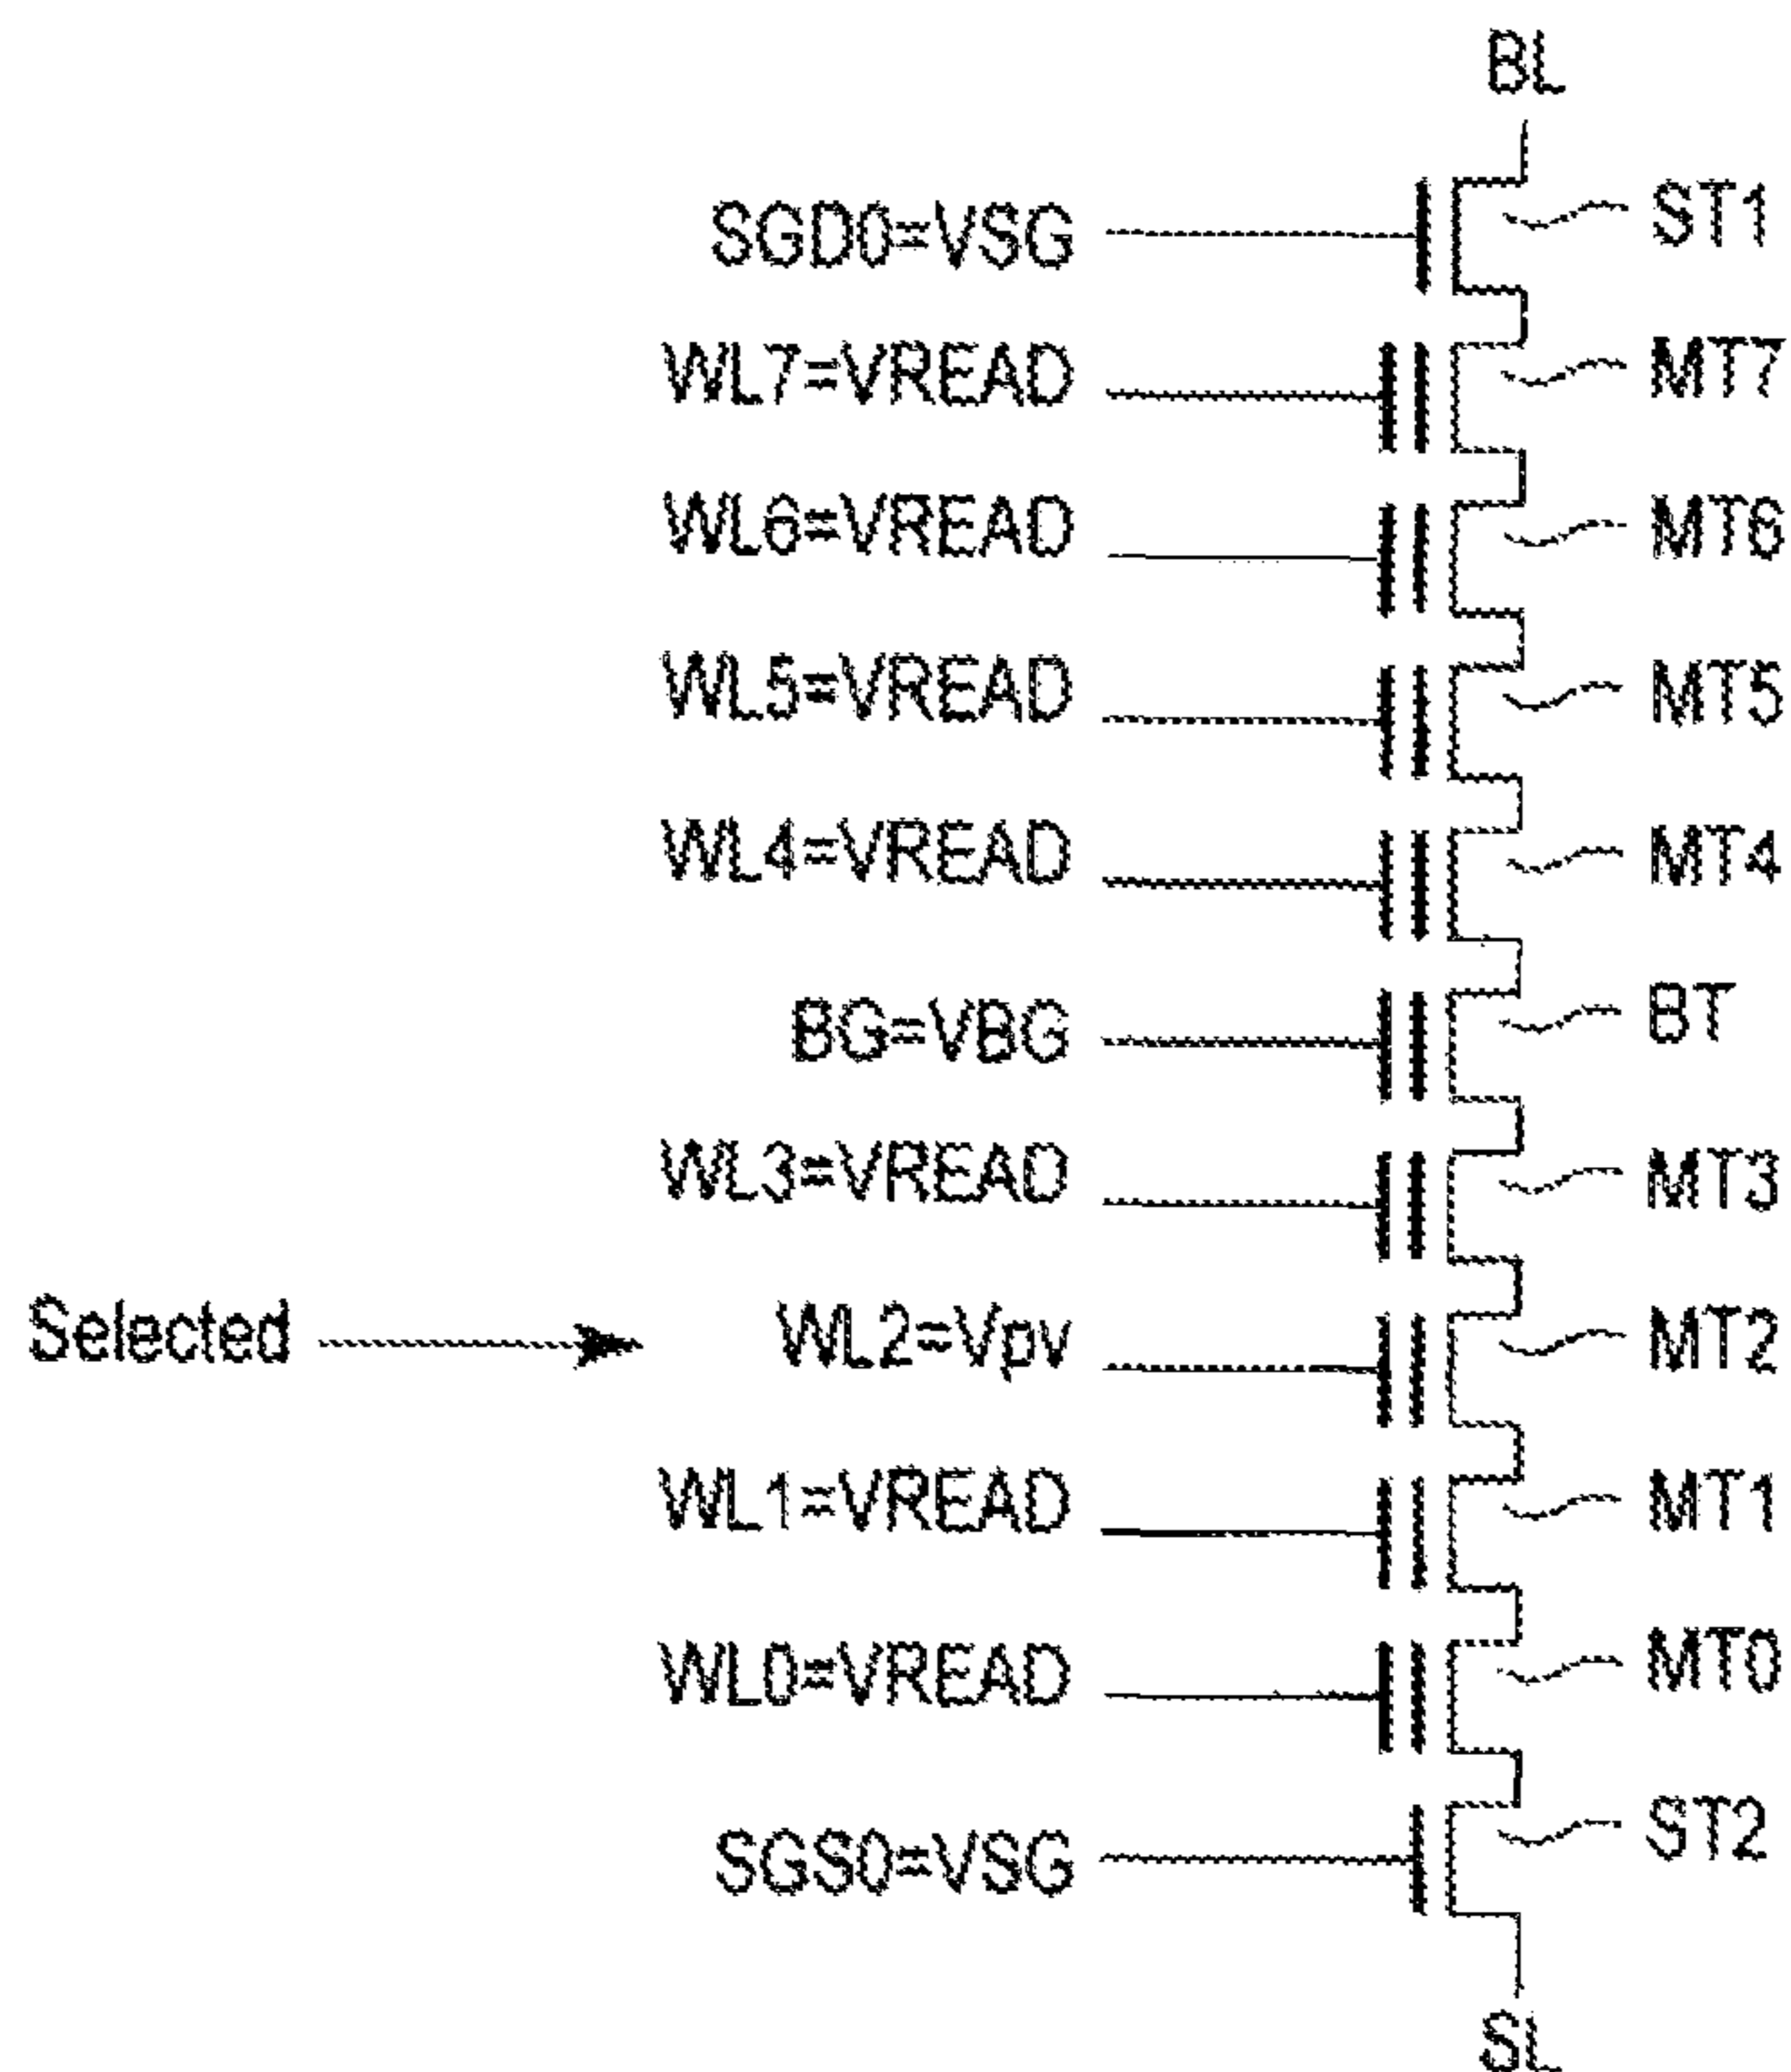 BL
SGD0=VSG
ST1
WL7=VREAD
MT7
WL6=VREAD
MT6
WL5=VREAD
MT5
WL4=VREAD
MT4
BG=VBG
BT
WL3=VREAD
MT3
Selected
WL2=Vpv
MT2
WL1=VREAD
MT1
WL0=VREAD
MT0
SGS0=VSG
ST2
SL